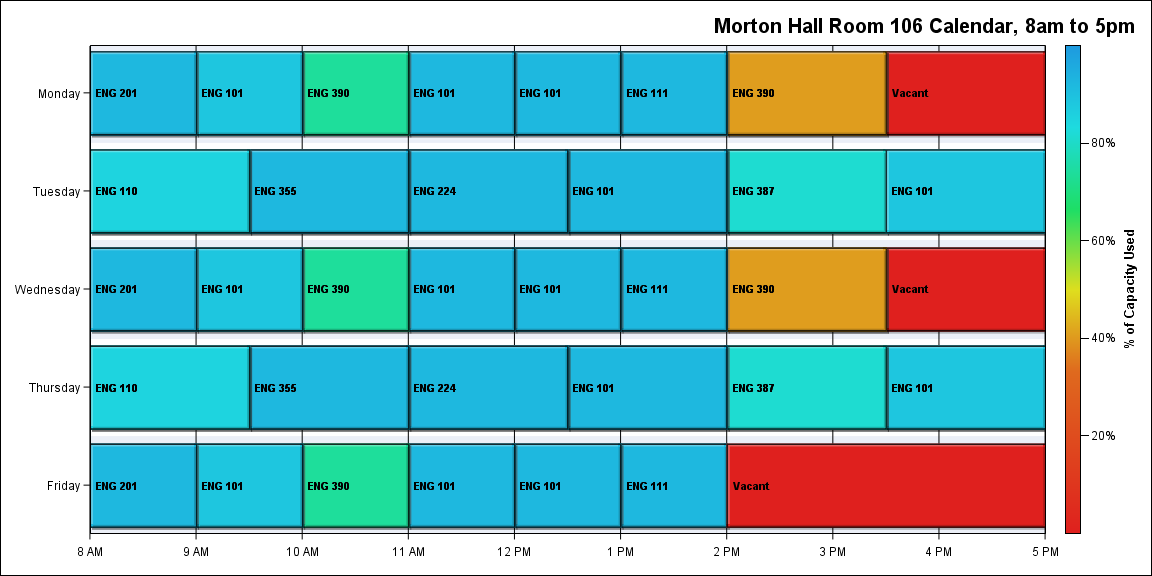 Morton Hall Room 106 Calendar, 8am to 5pm
Monday
ENG 201 ENG 101 ENG 390 ENG 101 ENG 101 ENG 111 ENG 390 Vacant
80%
Tuesday
ENG 110 ENG 355 ENG 224 ENG 101 ENG 387 ENG 101
60%
% of Capacity Used
Wednesday
ENG 201 ENG 101 ENG 390 ENG 101 ENG 101 ENG 111 ENG 390 Vacant
40%
Thursday
ENG 110 ENG 355 ENG 224 ENG 101 ENG 387 ENG 101
20%
Friday
ENG 201 ENG 101 ENG 390 ENG 101 ENG 101 ENG 111 Vacant
8 AM 9 AM 10 AM 11 AM 12 PM 1 PM 2 PM 3 PM 4 PM 5 PM